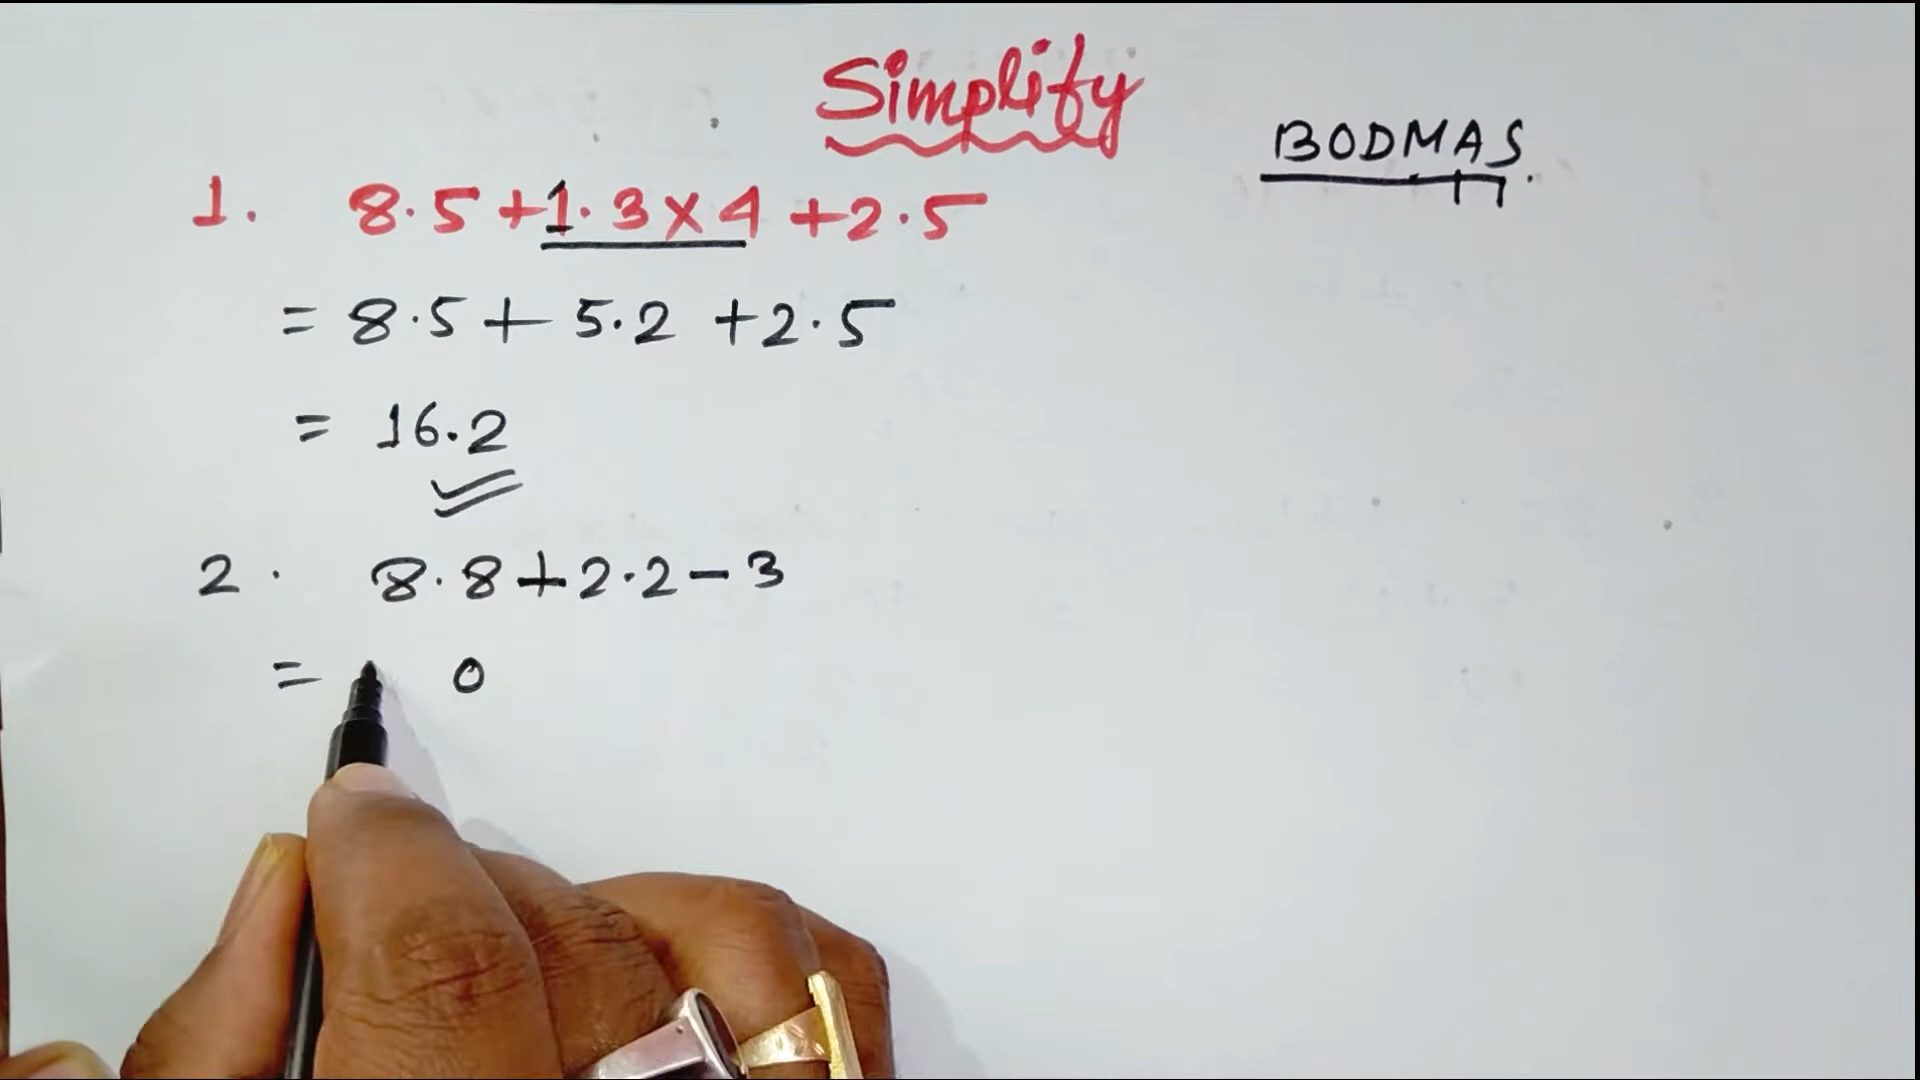 Simplify
BODMAS.
1. 8.5+1.3×4+2.5
= 8.5+5.2+2.5
= 16.2
2. 8.8+2.2-3
= 0